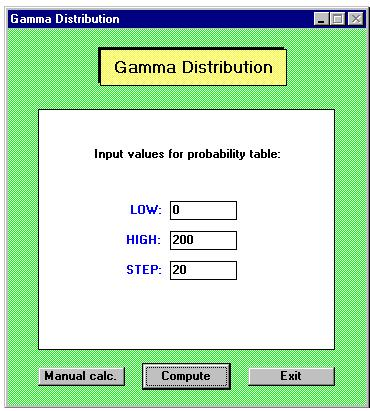 Gamma Distribution
Gamma Distribution
Input values for probability table:
LOW: 0
HIGH: 200
STEP: 20
Manual calc. Compute Exit